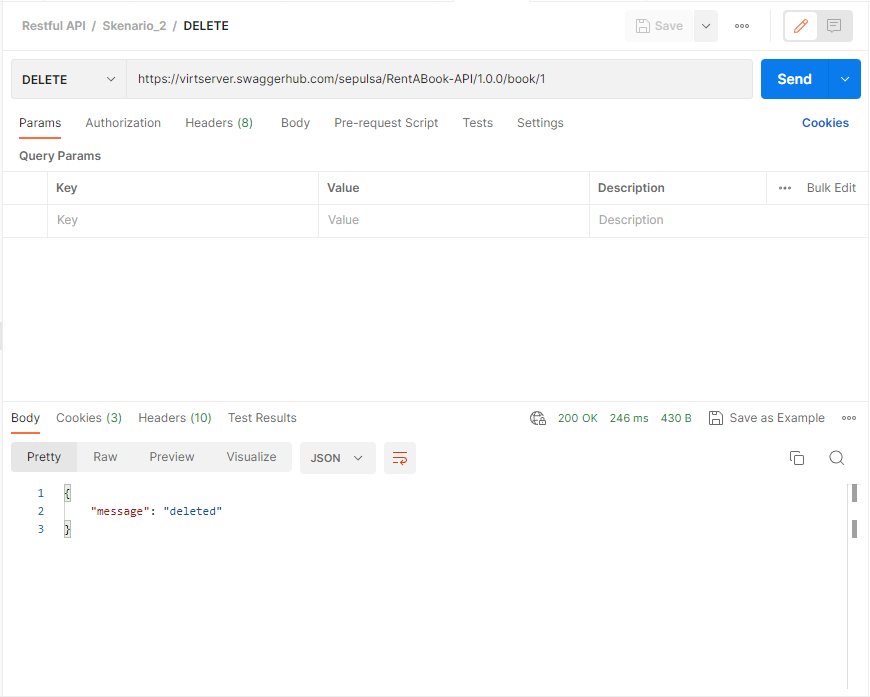 Restful API / Skenario_2 / DELETE Save
DELETE https://virtserver.swaggerhub.com/sepulsa/RentABook-API/1.0.0/book/1 Send
Params Authorization Headers (8) Body Pre-request Script Tests Settings Cookies
Query Params
Key Value Description Bulk Edit
Key Value Description
Body Cookies (3) Headers (10) Test Results 200 OK 246 ms 430 B Save as Example
Pretty Raw Preview Visualize JSON
1 {
2 "message": "deleted"
3 }